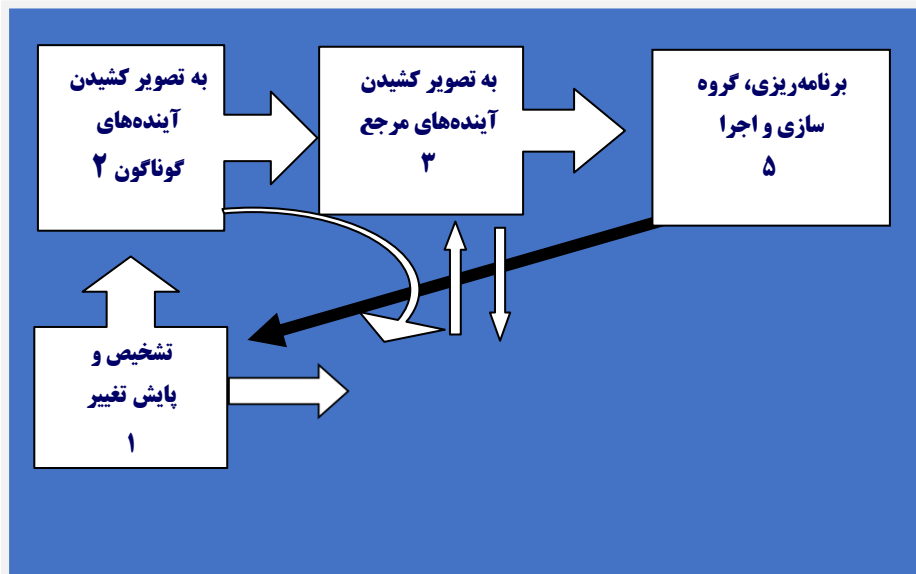 برنامه‌ریزی، گروه
سازی و اجرا
۵
به تصویر کشیدن
آینده‌های مرجع
۳
به تصویر کشیدن
آینده‌های
گوناگون ۲
تشخیص و
پایش تغییر
۱